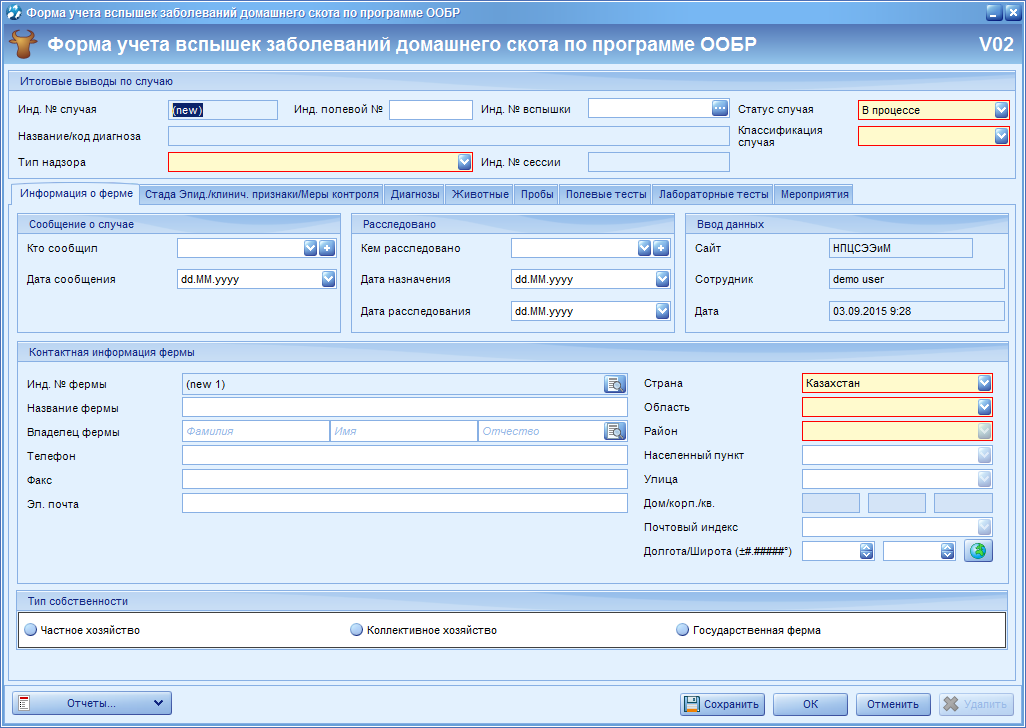 Форма учета вспышек заболеваний домашнего скота по программе ООБР
Форма учета вспышек заболеваний домашнего скота по программе ООБР V02
Итоговые выводы по случаю
Инд. № случая (new) Инд. полевой № Инд. № вспышки Статус случая В процессе
Название/код диагноза Классификация
случая
Тип надзора Инд. № сессии
Информация о ферме Стада Эпид./клинич. признаки/Меры контроля Диагнозы Животные Пробы Полевые тесты Лабораторные тесты Мероприятия
Сообщение о случае Расследовано Ввод данных
Кто сообщил Кем расследовано Сайт НПЦСЭЭиМ
Дата сообщения dd.MM.yyyy Дата назначения dd.MM.yyyy Сотрудник demo user
Дата расследования dd.MM.yyyy Дата 03.09.2015 9:28
Контактная информация фермы
Инд. № фермы (new 1) Страна Казахстан
Название фермы Область
Владелец фермы Фамилия Имя Отчество Район
Телефон Населенный пункт
Факс Улица
Эл. почта Дом/корп./кв.
Почтовый индекс
Долгота/Широта (±#.#####°)
Тип собственности
Частное хозяйство Коллективное хозяйство Государственная ферма
Отчеты... Сохранить ОК Отменить Удалить